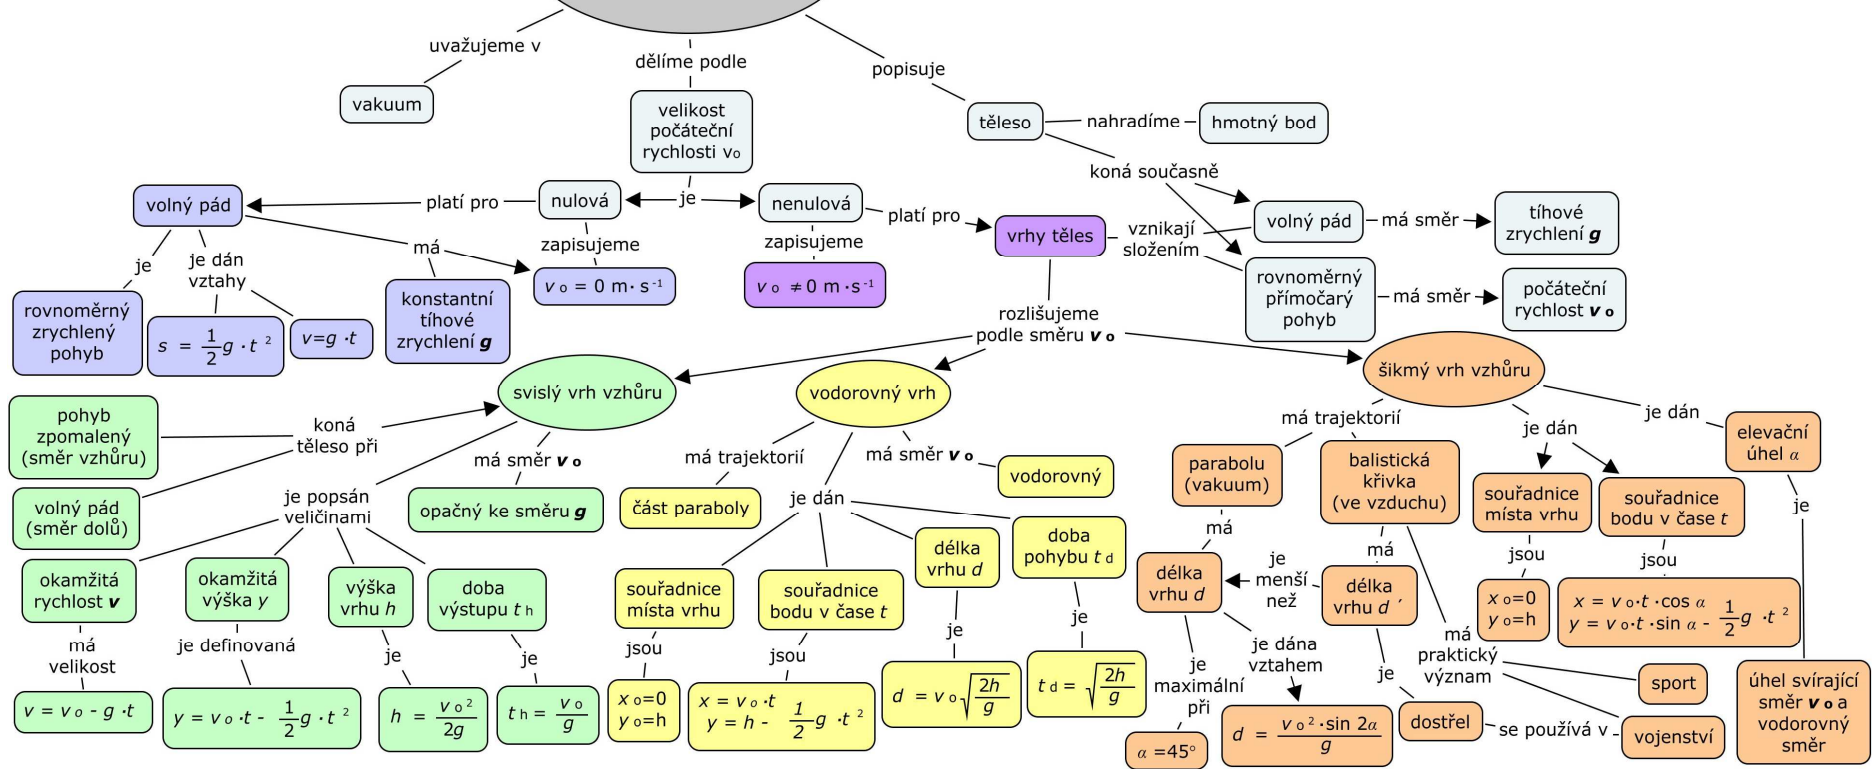 uvažujeme v
dělíme podle
popisuje
vakuum
velikost
počáteční
rychlosti v₀
těleso
nahradíme
hmotný bod
koná současně
volný pád
platí pro
nulová
je
nenulová
platí pro
vrhy těles
vznikají
složením
volný pád
má směr
tíhové
zrychlení g
rovnoměrný
přímočarý
pohyb
má směr
počáteční
rychlost v₀
je
je dán
vztahy
má
zapisujeme
zapisujeme
rovnoměrný
zrychlený
pohyb
s = 1/2 g · t ²
v=g ·t
konstantní
tíhové
zrychlení g
v₀ = 0 m· s⁻¹
v₀ ≠ 0 m ·s⁻¹
rozlišujeme
podle směru v₀
svislý vrh vzhůru
vodorovný vrh
šikmý vrh vzhůru
pohyb
zpomalený
(směr vzhůru)
koná
těleso při
volný pád
(směr dolů)
má směr v₀
opačný ke směru g
je popsán
veličinami
okamžitá
rychlost v
okamžitá
výška y
výška
vrhu h
doba
výstupu t h
má
velikost
je definovaná
je
je
v = v₀ - g ·t
y = v₀ ·t - 1/2 g · t ²
h = v₀²/2g
t h = v₀/g
má trajektorií
má směr v₀
část paraboly
je dán
vodorovný
souřadnice
místa vrhu
souřadnice
bodu v čase t
délka
vrhu d
doba
pohybu t d
jsou
jsou
je
je
x₀=0
y₀=h
x = v₀ ·t
y = h - 1/2 g ·t ²
d = v₀ √(2h/g)
t d = √(2h/g)
má trajektorií
je dán
je dán
parabolu
(vakuum)
balistická
křivka
(ve vzduchu)
souřadnice
místa vrhu
souřadnice
bodu v čase t
elevační
úhel α
má
má
jsou
jsou
je
délka
vrhu d
je
menší
než
délka
vrhu d ´
x₀=0
y₀=h
x = v₀·t ·cos α
y = v₀·t ·sin α - 1/2 g ·t ²
je
maximální
při
je dána
vztahem
je
má
praktický
význam
α =45°
d = v₀²·sin 2α/g
dostřel
se používá v
sport
vojenství
úhel svírající
směr v₀ a
vodorovný
směr